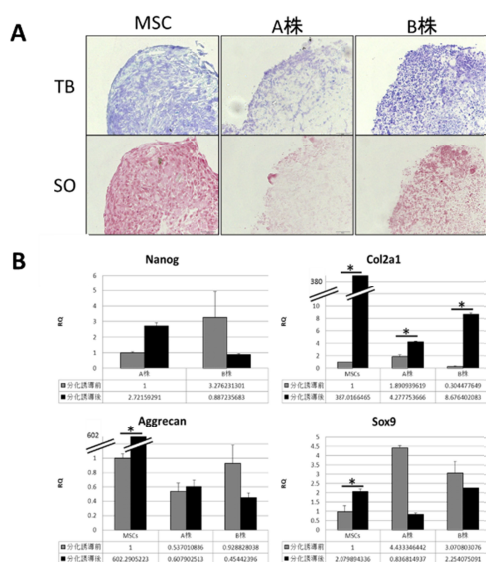 A
MSC A株 B株
TB
SO
B
Nanog
RQ
6
5
4
3
2
1
0
A株 B株
分化誘導前 1 3.276231301
分化誘導後 2.72159291 0.887235683
Col2a1
RQ
380
10
8
6
4
2
0
* * *
MSCs A株 B株
分化誘導前 1 1.890939619 0.304477649
分化誘導後 367.0166465 4.277753666 8.676402083
Aggrecan
RQ
602
1
0.8
0.6
0.4
0.2
0
*
MSCs A株 B株
分化誘導前 1 0.537010836 0.928828038
分化誘導後 602.2905223 0.607902513 0.45442396
Sox9
RQ
5
4.5
4
3.5
3
2.5
2
1.5
1
0.5
0
*
MSCs A株 B株
分化誘導前 1 4.433346442 3.070803076
分化誘導後 2.079894336 0.836814937 2.254075091